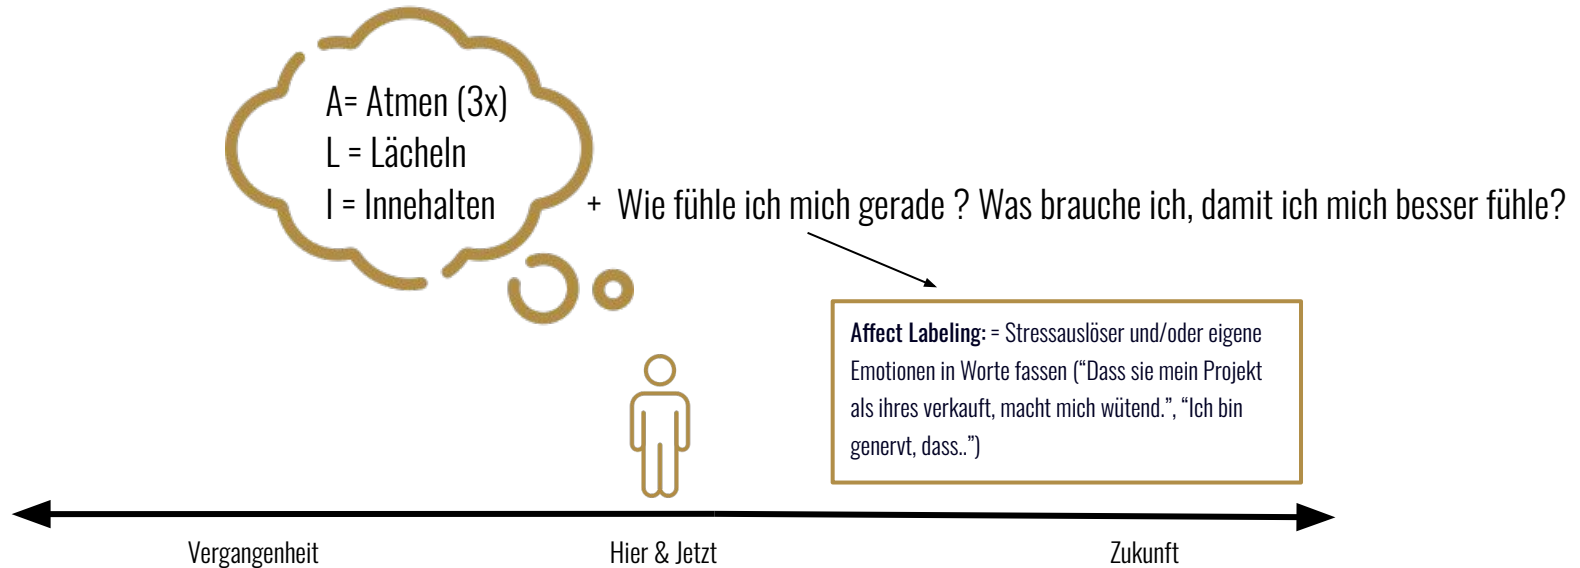 A= Atmen (3x)
L = Lächeln
I = Innehalten
+ Wie fühle ich mich gerade ? Was brauche ich, damit ich mich besser fühle?
Affect Labeling: = Stressauslöser und/oder eigene
Emotionen in Worte fassen (“Dass sie mein Projekt
als ihres verkauft, macht mich wütend.”, “Ich bin
genervt, dass..”)
Vergangenheit
Hier & Jetzt
Zukunft